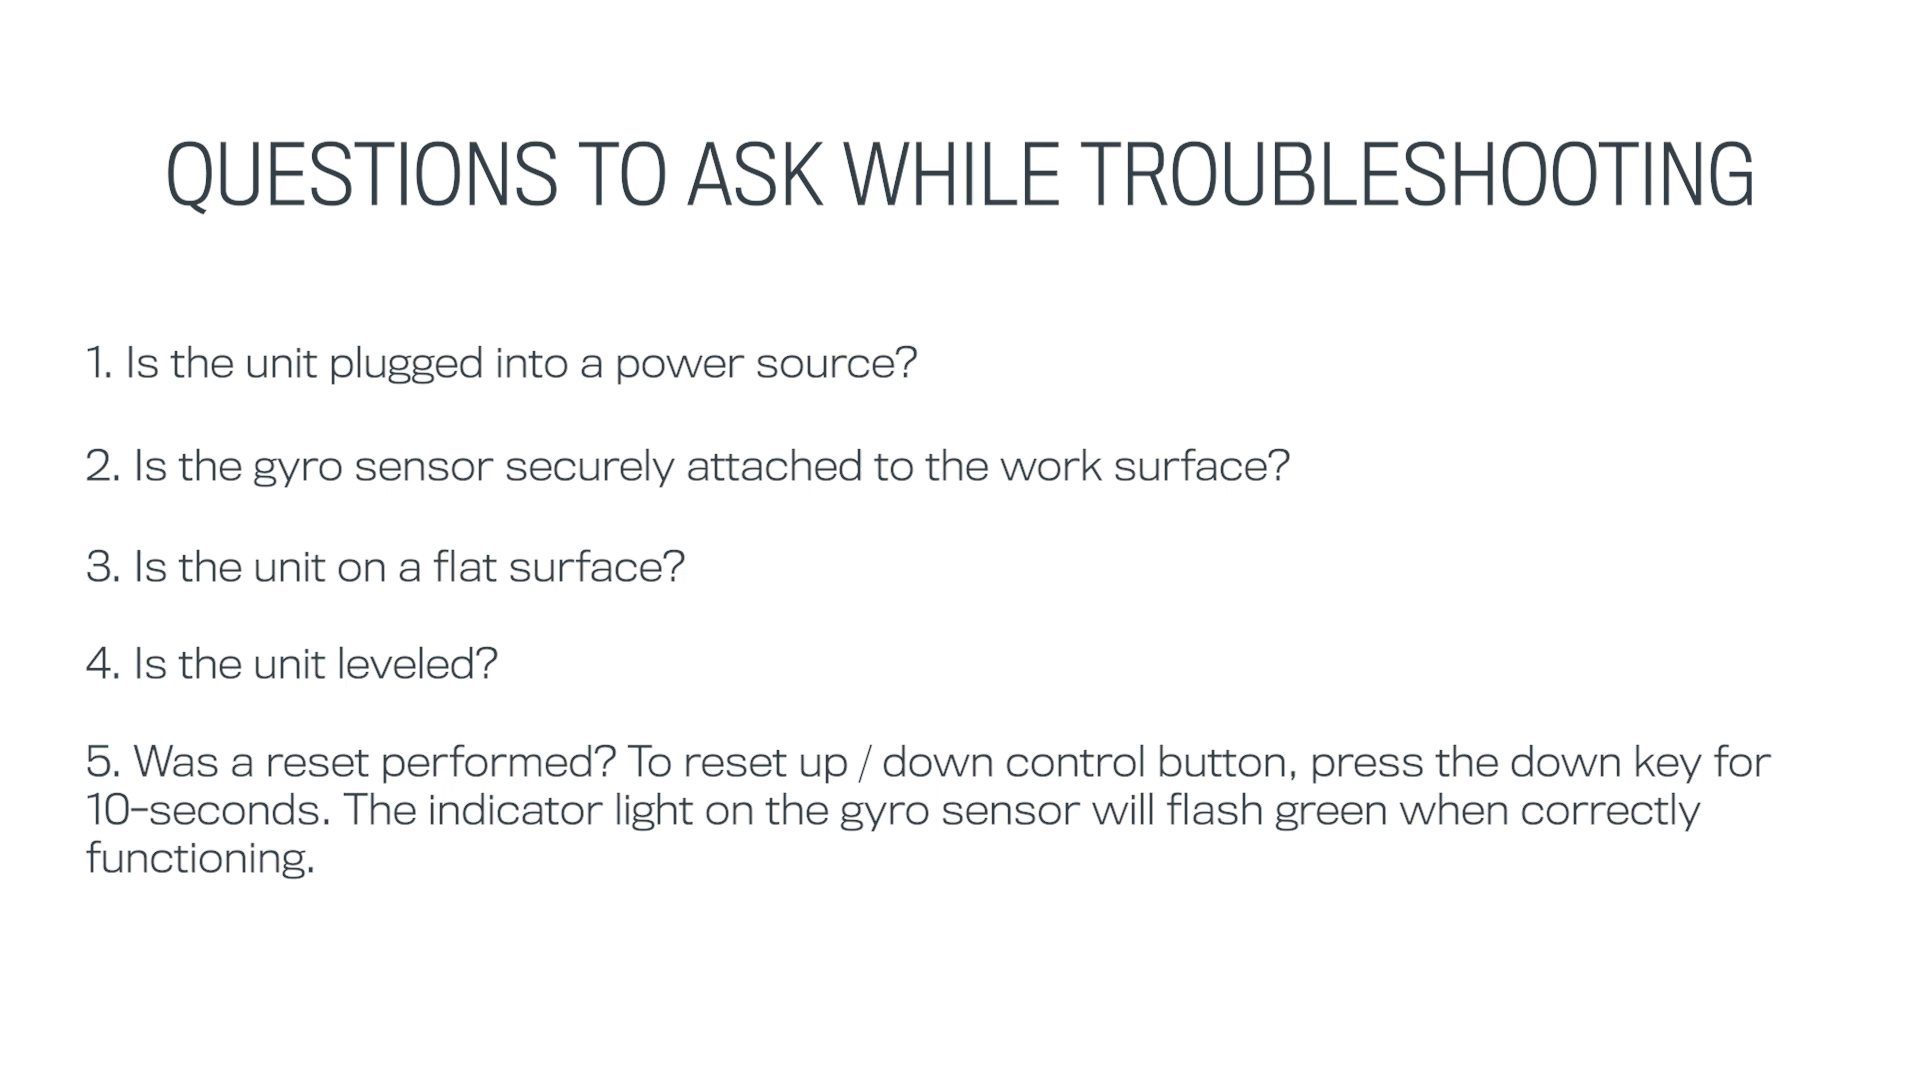 QUESTIONS TO ASK WHILE TROUBLESHOOTING
1. Is the unit plugged into a power source?
2. Is the gyro sensor securely attached to the work surface?
3. Is the unit on a flat surface?
4. Is the unit leveled?
5. Was a reset performed? To reset up / down control button, press the down key for
10-seconds. The indicator light on the gyro sensor will flash green when correctly
functioning.